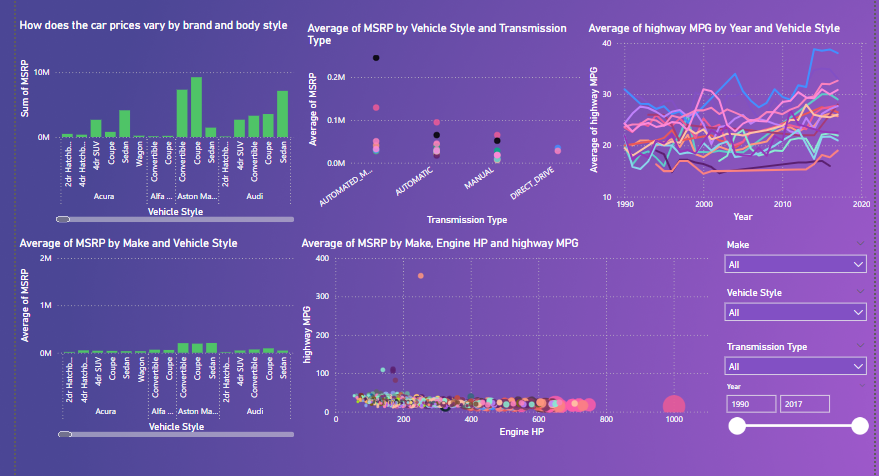 How does the car prices vary by brand and body style
Sum of MSRP
10M
0M
2dr Hatchb...
4dr Hatchb...
4dr SUV
Coupe
Sedan
Wagon
Convertible
Coupe
Convertible
Coupe
Sedan
2dr Hatchb...
4dr SUV
Convertible
Coupe
Sedan
Acura
Alfa ...
Aston Ma...
Audi
Vehicle Style
Average of MSRP by Vehicle Style and Transmission
Type
Average of MSRP
0.2M
0.1M
0.0M
AUTOMATED_M...
AUTOMATIC
MANUAL
DIRECT_DRIVE
Transmission Type
Average of highway MPG by Year and Vehicle Style
Average of highway MPG
40
30
20
10
1990
2000
2010
2020
Year
Average of MSRP by Make and Vehicle Style
Average of MSRP
2M
1M
0M
2dr Hatchb...
4dr Hatchb...
4dr SUV
Coupe
Sedan
Wagon
Convertible
Coupe
Convertible
Coupe
Sedan
2dr Hatchb...
4dr SUV
Convertible
Coupe
Sedan
Acura
Alfa ...
Aston Ma...
Audi
Vehicle Style
Average of MSRP by Make, Engine HP and highway MPG
highway MPG
400
300
200
100
0
0
200
400
600
800
1000
Engine HP
Make
All
Vehicle Style
All
Transmission Type
All
Year
1990
2017